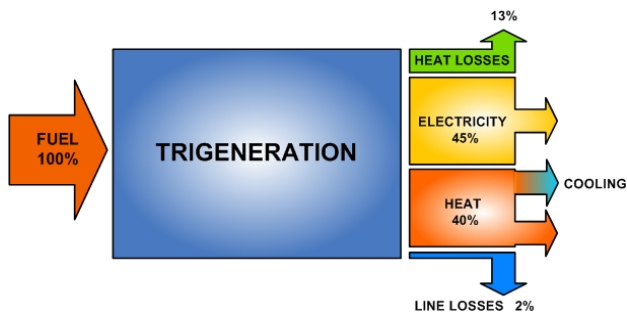 13%
HEAT LOSSES
FUEL
100%
TRIGENERATION
ELECTRICITY
45%
COOLING
HEAT
40%
LINE LOSSES 2%